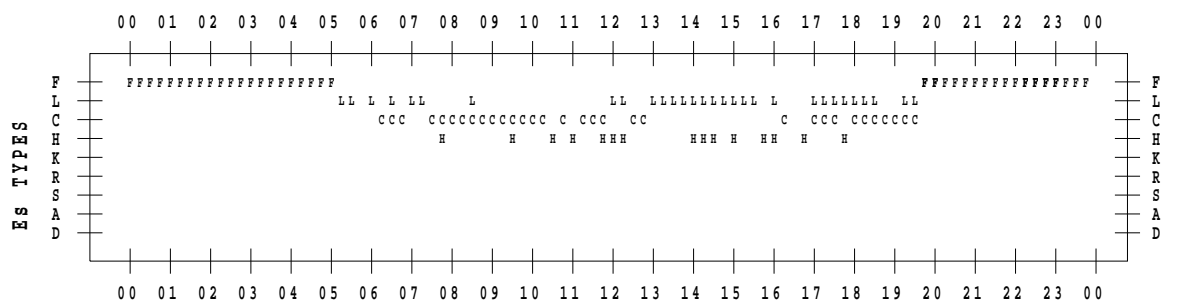 00 01 02 03 04 05 06 07 08 09 10 11 12 13 14 15 16 17 18 19 20 21 22 23 00
Es TYPES
F FFFFFFFFFFFFFFFFFFFFF FFFFFFFFFFFFFFFFF F
L LL L L LL L LL LLLLLLLLLLL L LLLLLLL LL L
C CCC CCCCCCCCCCCC C CCC CC C CCC CCCCCCC C
H H H H H HHH HHH H HH H H H
K K
R R
S S
A A
D D
00 01 02 03 04 05 06 07 08 09 10 11 12 13 14 15 16 17 18 19 20 21 22 23 00